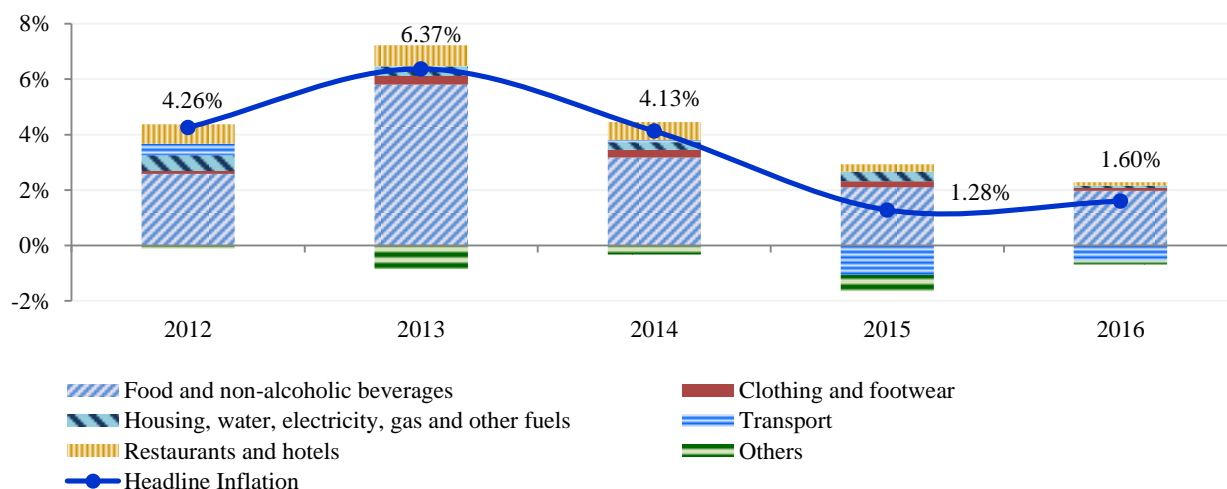 8%
6.37%
6%
4.26%
4.13%
4%
1.60%
2%
1.28%
0%
-2%
2012 2013 2014 2015 2016
Food and non-alcoholic beverages Clothing and footwear
Housing, water, electricity, gas and other fuels Transport
Restaurants and hotels Others
Headline Inflation